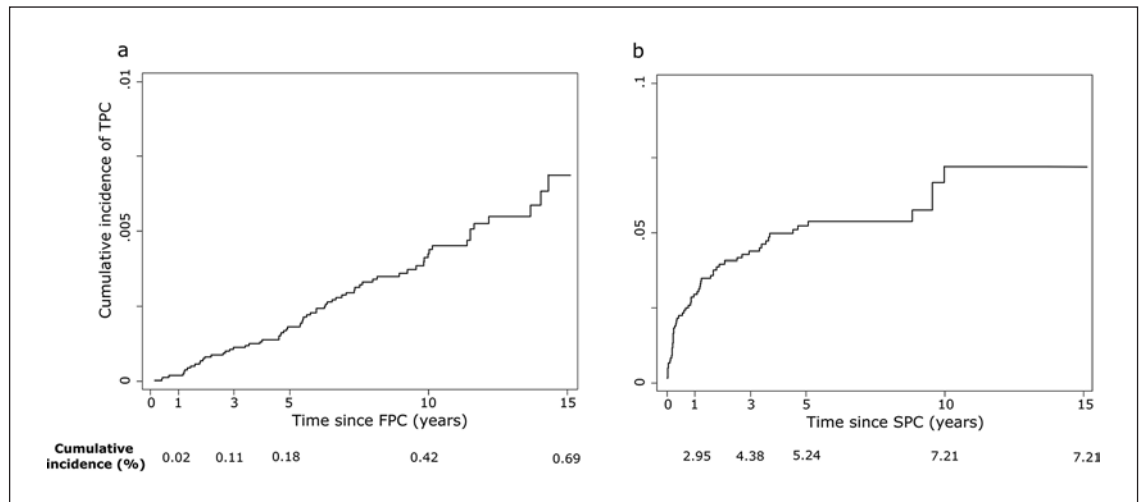 a
Cumulative incidence of TPC
.01
.005
0
0 1 3 5 10 15
Time since FPC (years)
b
.1
.05
0
0 1 3 5 10 15
Time since SPC (years)
Cumulative
incidence (%)
0.02 0.11 0.18 0.42 0.69
2.95 4.38 5.24 7.21 7.21